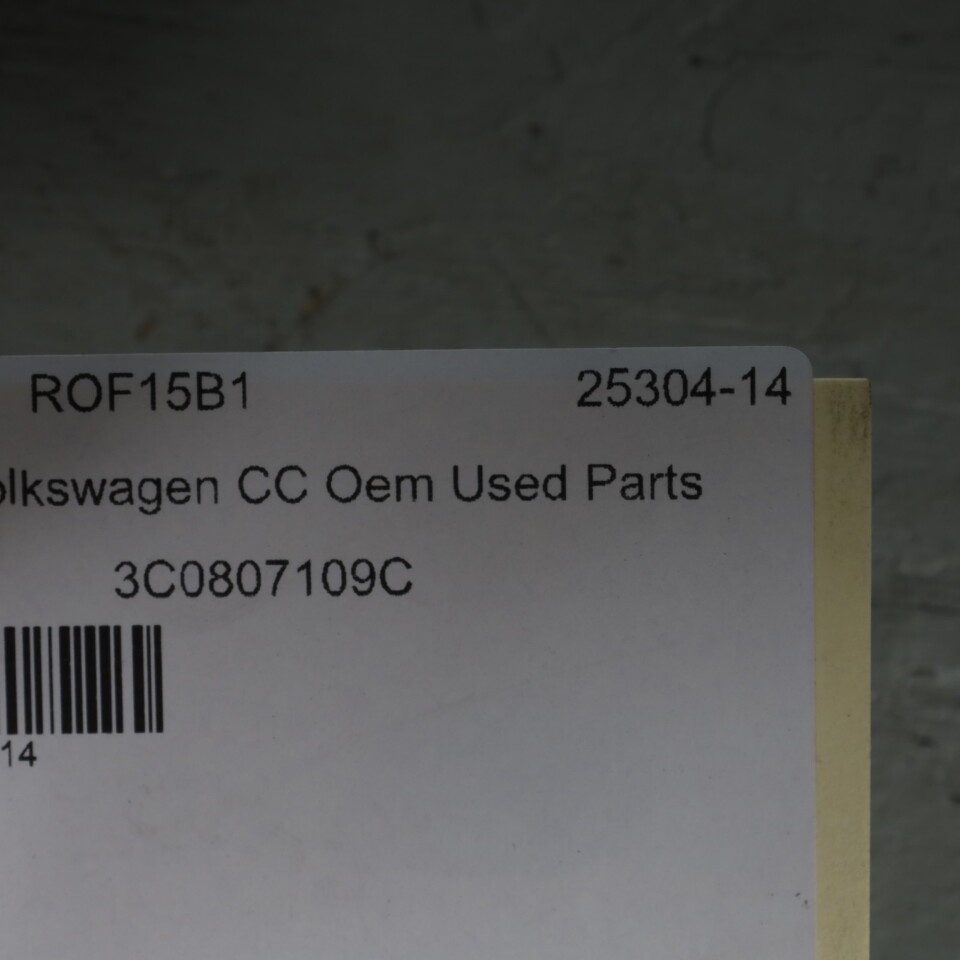 ROF15B1 25304-14
olkswagen CC Oem Used Parts
3C0807109C
14